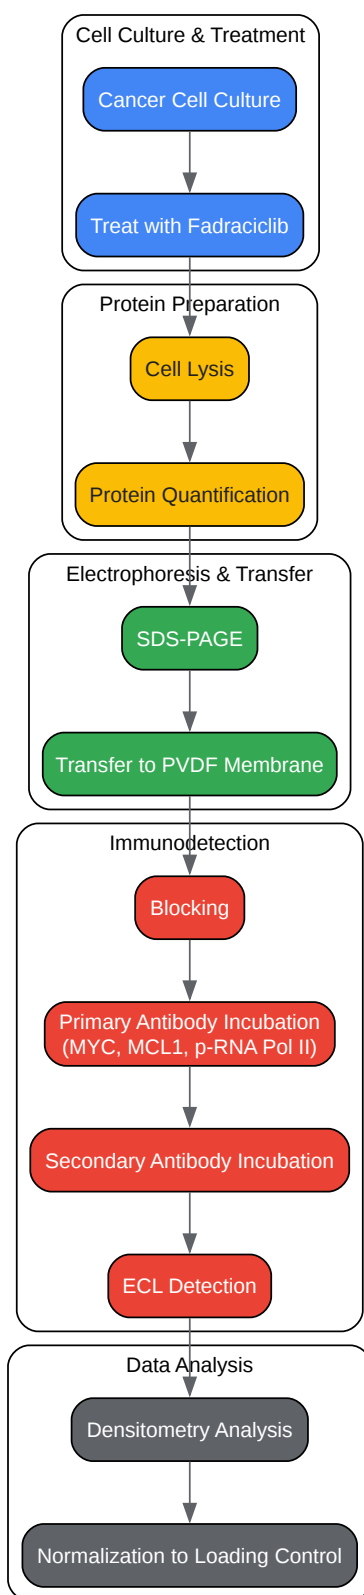 Cell Culture & Treatment
Cancer Cell Culture
Treat with Fadraciclib
Protein Preparation
Cell Lysis
Protein Quantification
Electrophoresis & Transfer
SDS-PAGE
Transfer to PVDF Membrane
Immunodetection
Blocking
Primary Antibody Incubation
(MYC, MCL1, p-RNA Pol II)
Secondary Antibody Incubation
ECL Detection
Data Analysis
Densitometry Analysis
Normalization to Loading Control